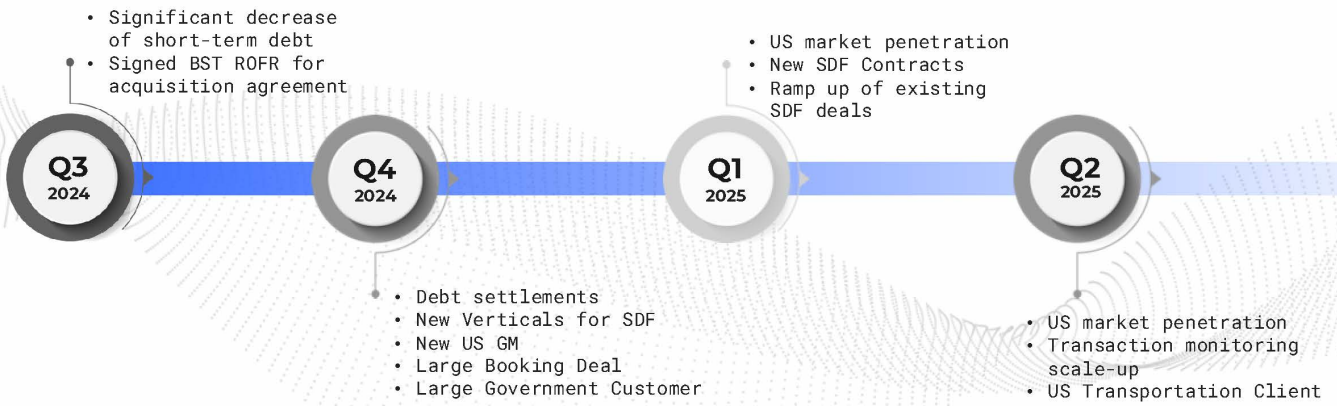 • Significant decrease
of short-term debt
• Signed BST ROFR for
acquisition agreement
Q3
2024
Q4
2024
• Debt settlements
• New Verticals for SDF
• New US GM
• Large Booking Deal
• Large Government Customer
• US market penetration
• New SDF Contracts
• Ramp up of existing
SDF deals
Q1
2025
Q2
2025
• US market penetration
• Transaction monitoring
scale-up
• US Transportation Client